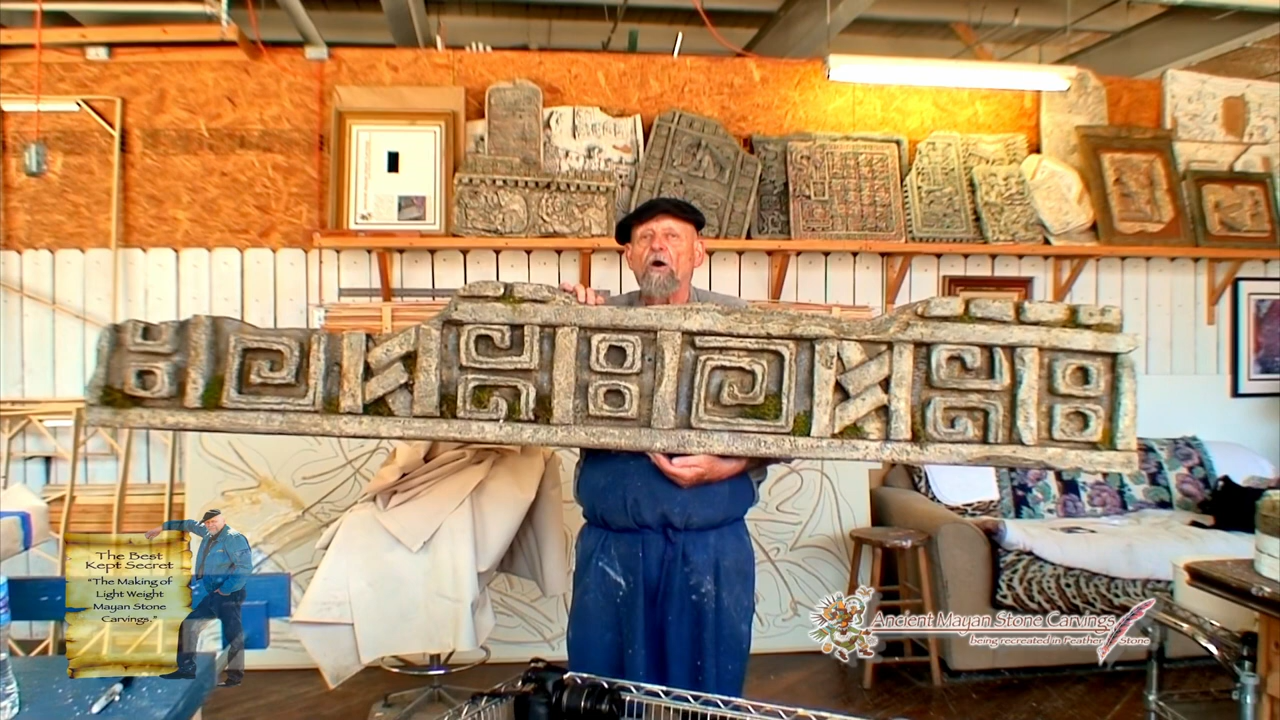 The Best
Kept Secret
"The Making of
Light Weight
Mayan Stone
Carvings."
Ancient Mayan Stone Carvings
being recreated in Feather Stone